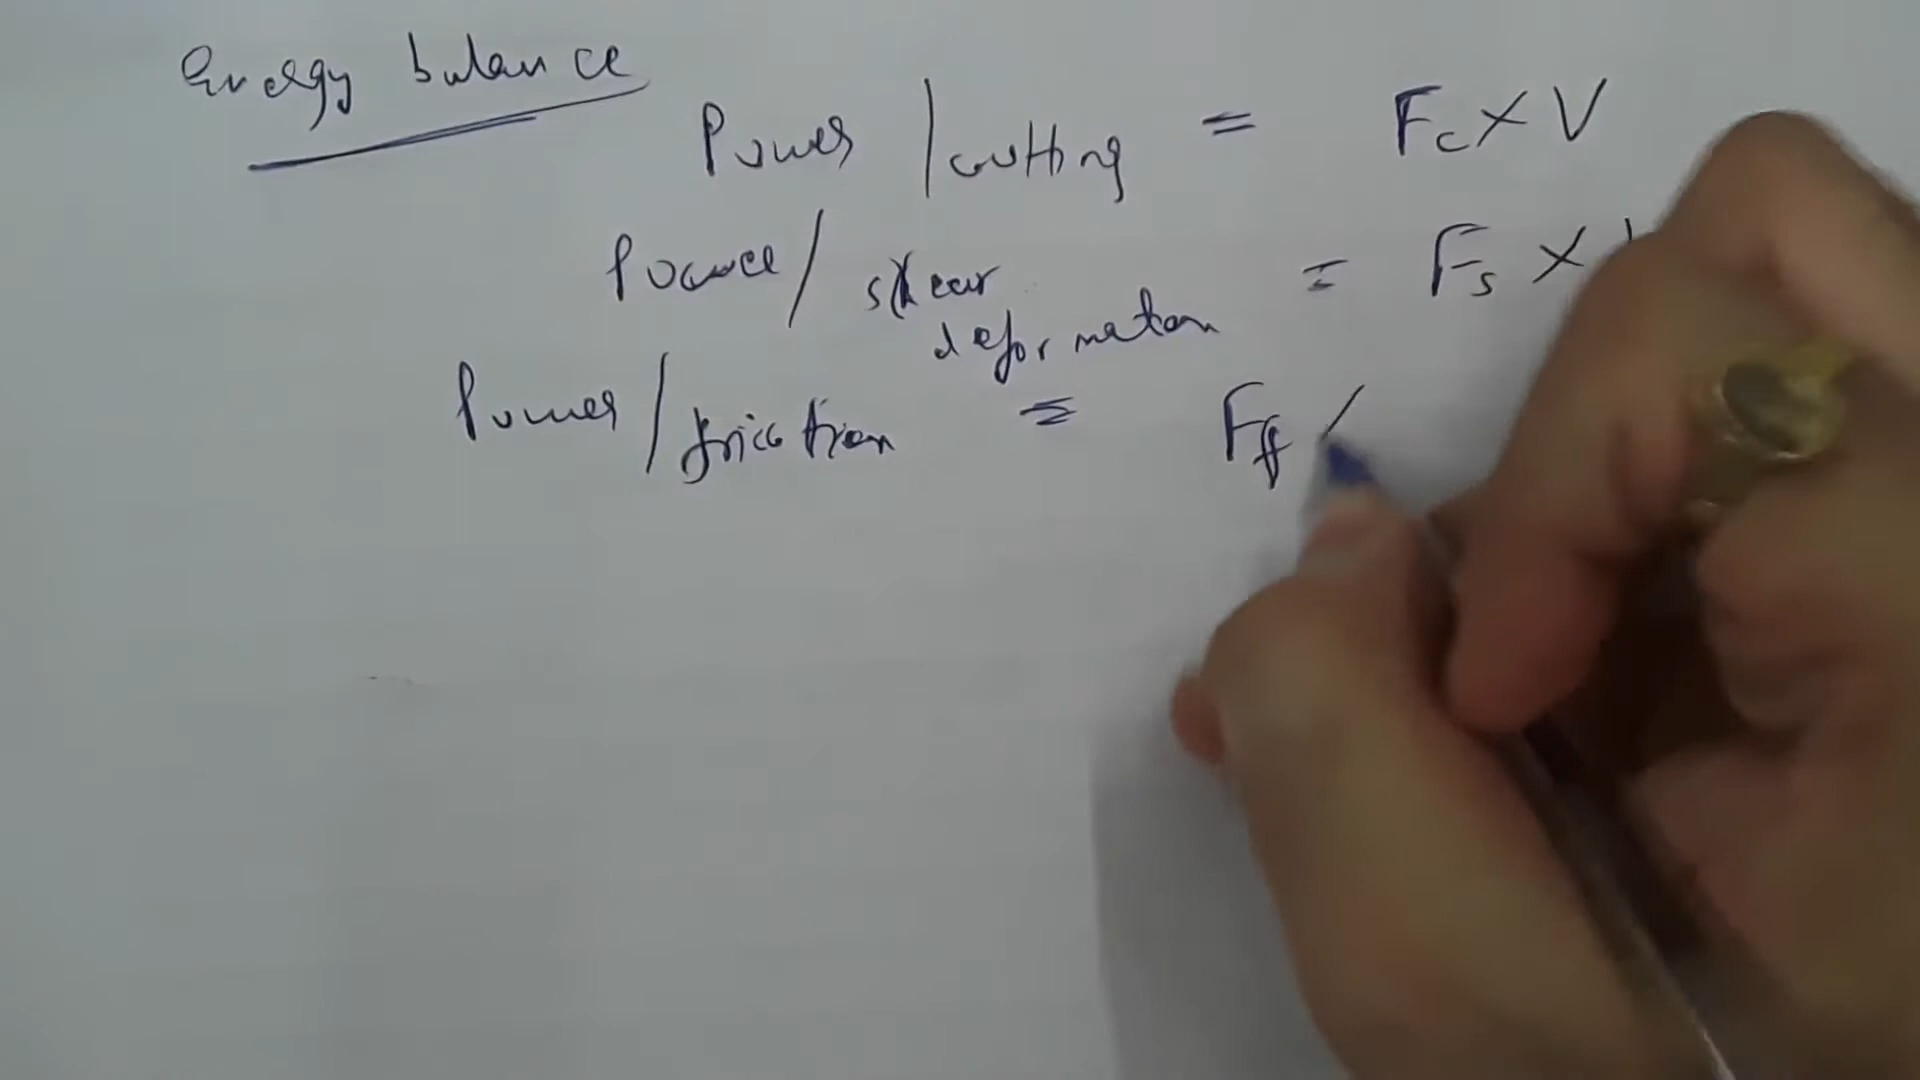 Energy balance
Power / cutting = Fc × V
Power / shear = Fs ×
deformation
Power / friction = Ff